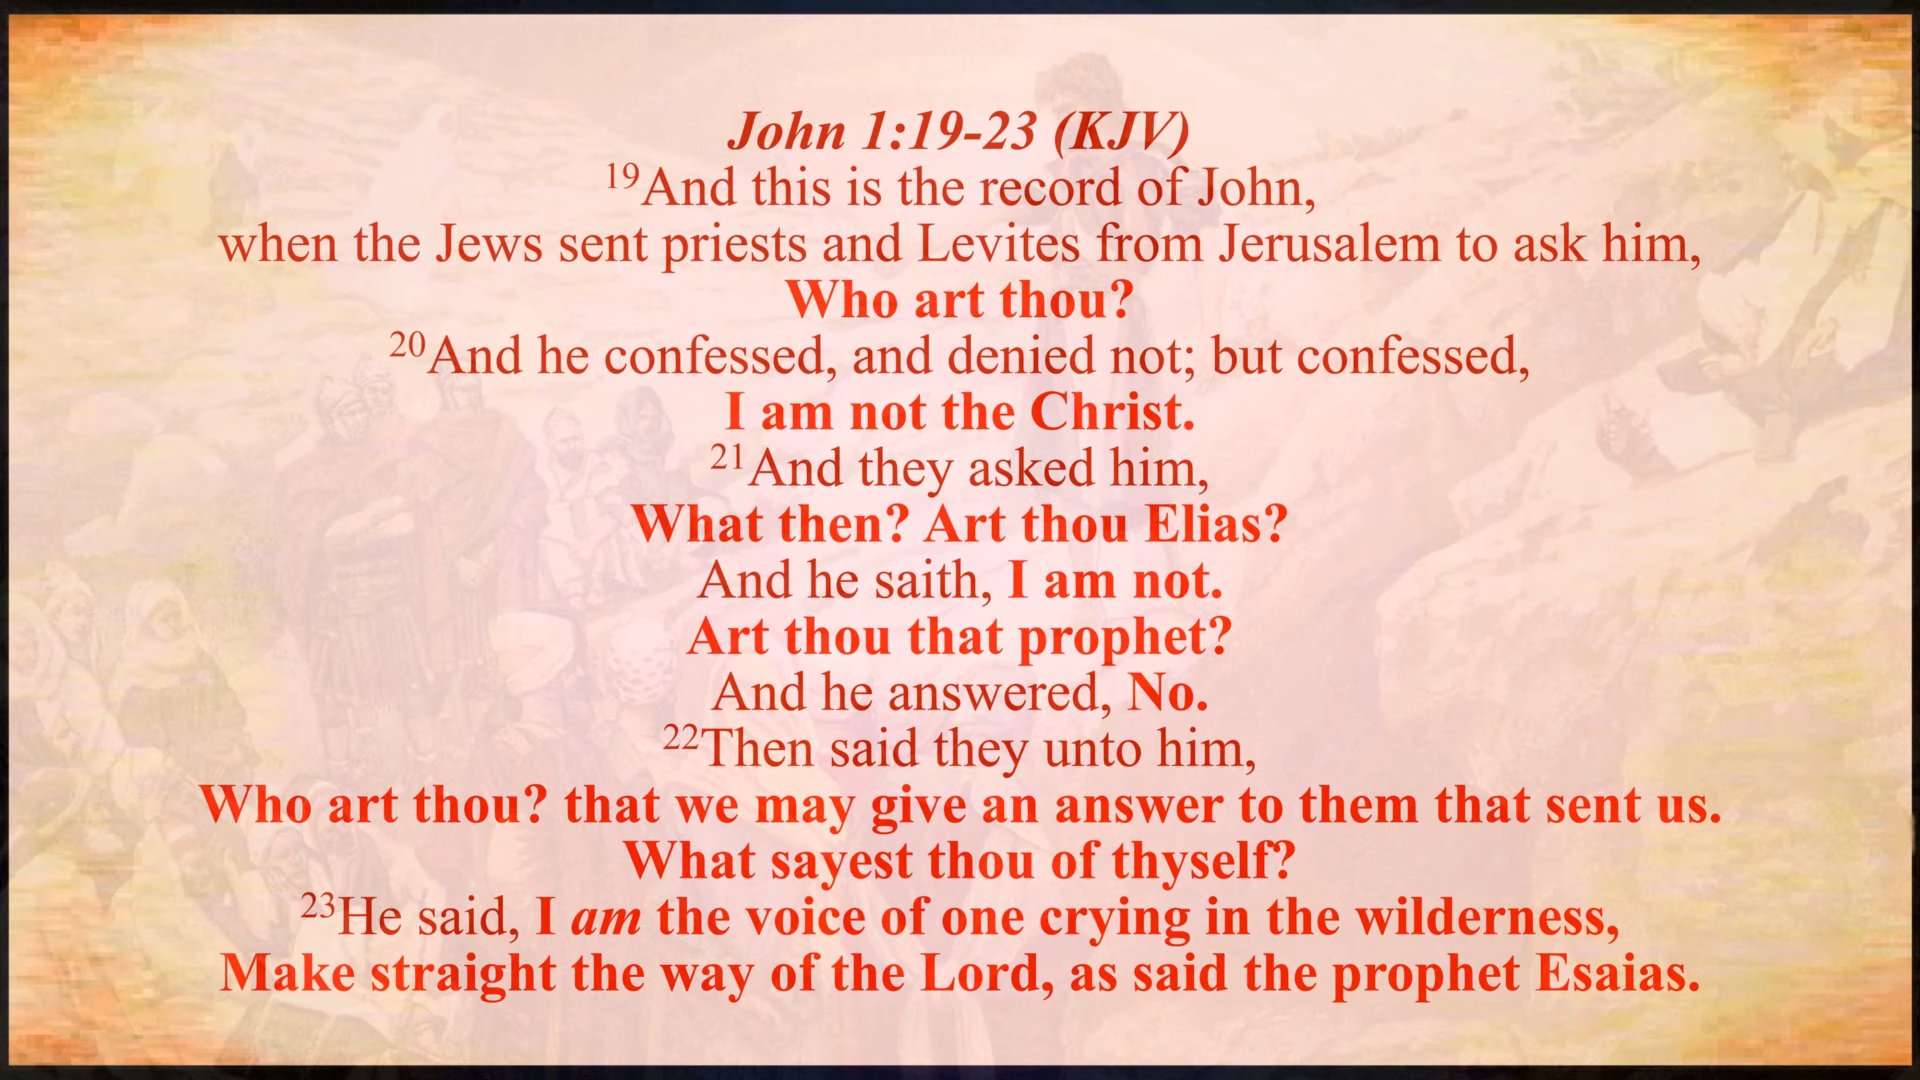 John 1:19-23 (KJV)
19And this is the record of John,
when the Jews sent priests and Levites from Jerusalem to ask him,
Who art thou?
20And he confessed, and denied not; but confessed,
I am not the Christ.
21And they asked him,
What then? Art thou Elias?
And he saith, I am not.
Art thou that prophet?
And he answered, No.
22Then said they unto him,
Who art thou? that we may give an answer to them that sent us.
What sayest thou of thyself?
23He said, I am the voice of one crying in the wilderness,
Make straight the way of the Lord, as said the prophet Esaias.